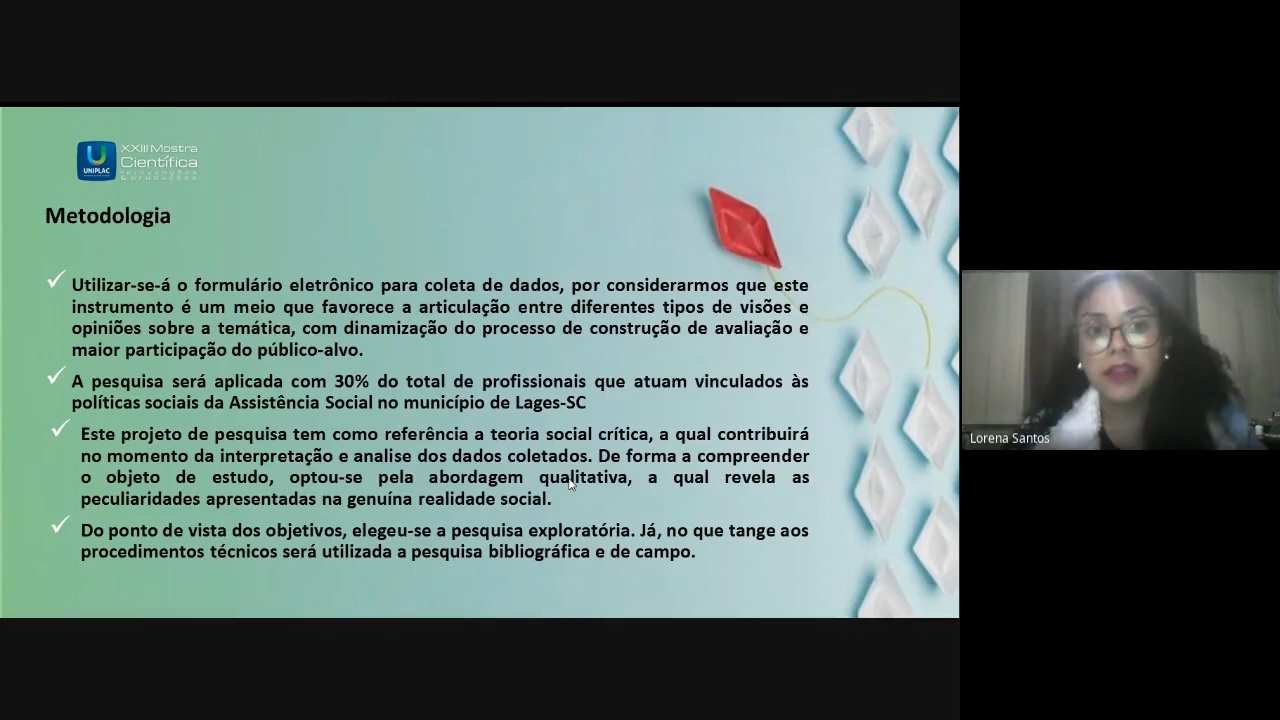 XXIII Mostra
Científica
reinvenções
& produções
UNIPLAC
Metodologia
Utilizar-se-á o formulário eletrônico para coleta de dados, por considerarmos que este
instrumento é um meio que favorece a articulação entre diferentes tipos de visões e
opiniões sobre a temática, com dinamização do processo de construção de avaliação e
maior participação do público-alvo.
A pesquisa será aplicada com 30% do total de profissionais que atuam vinculados às
políticas sociais da Assistência Social no município de Lages-SC
Este projeto de pesquisa tem como referência a teoria social crítica, a qual contribuirá
no momento da interpretação e analise dos dados coletados. De forma a compreender
o objeto de estudo, optou-se pela abordagem qualitativa, a qual revela as
peculiaridades apresentadas na genuína realidade social.
Do ponto de vista dos objetivos, elegeu-se a pesquisa exploratória. Já, no que tange aos
procedimentos técnicos será utilizada a pesquisa bibliográfica e de campo.
Lorena Santos